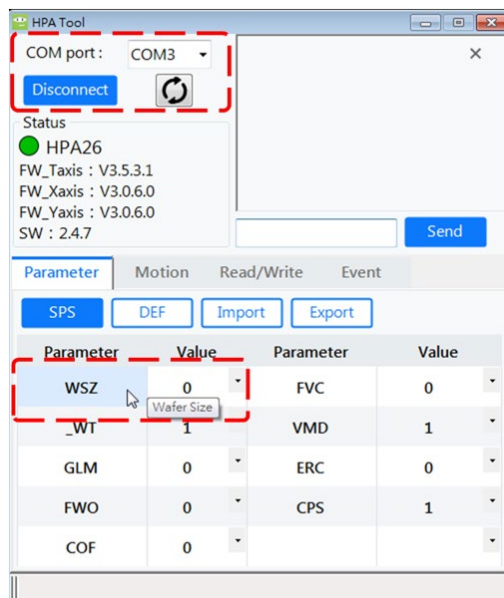 HPA Tool
COM port : COM3
Disconnect
Status
HPA26
FW_Taxis : V3.5.3.1
FW_Xaxis : V3.0.6.0
FW_Yaxis : V3.0.6.0
SW : 2.4.7
Send
Parameter Motion Read/Write Event
SPS DEF Import Export
Parameter Value Parameter Value
WSZ 0 FVC 0
Wafer Size
_WT 1 VMD 1
GLM 0 ERC 0
FWO 0 CPS 1
COF 0